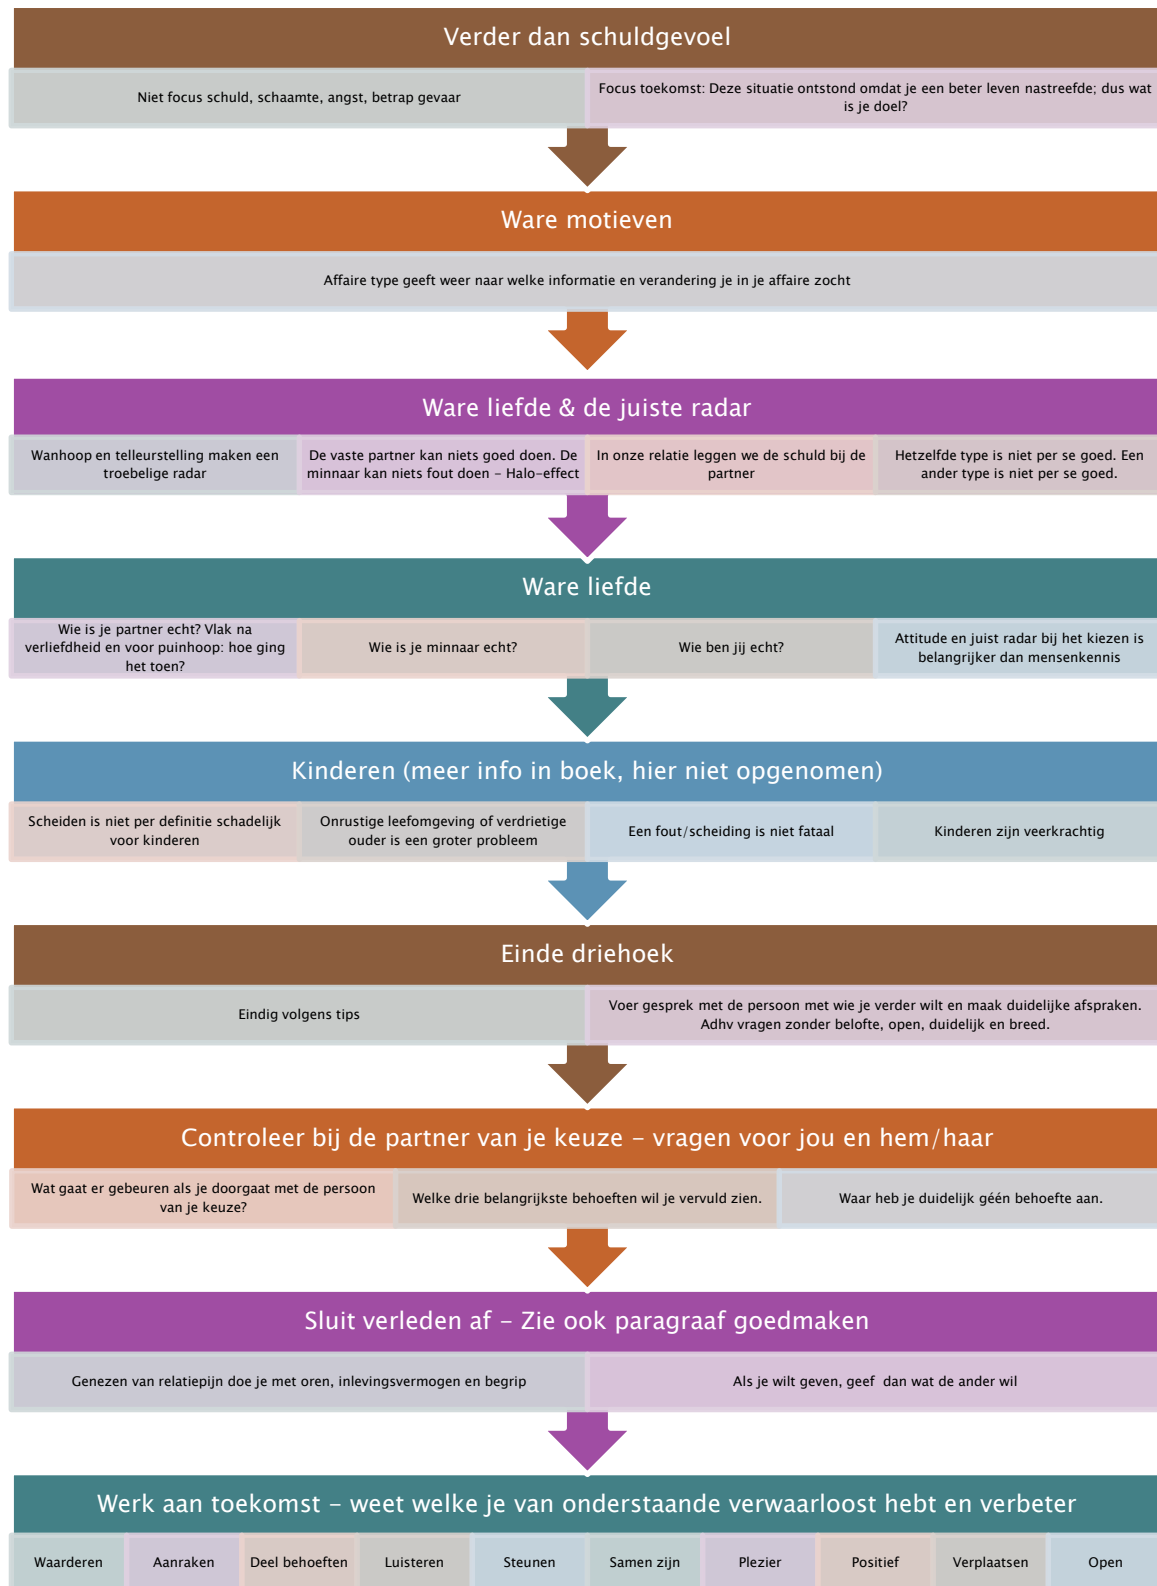 Verder dan schuldgevoel
Niet focus schuld, schaamte, angst, betrap gevaar
Focus toekomst: Deze situatie ontstond omdat je een beter leven nastreefde; dus wat
is je doel?
Ware motieven
Affaire type geeft weer naar welke informatie en verandering je in je affaire zocht
Ware liefde & de juiste radar
Wanhoop en telleurstelling maken een
troebelige radar
De vaste partner kan niets goed doen. De
minnaar kan niets fout doen – Halo-effect
In onze relatie leggen we de schuld bij de
partner
Hetzelfde type is niet per se goed. Een
ander type is niet per se goed.
Ware liefde
Wie is je partner echt? Vlak na
verliefdheid en voor puinhoop: hoe ging
het toen?
Wie is je minnaar echt?
Wie ben jij echt?
Attitude en juist radar bij het kiezen is
belangrijker dan mensenkennis
Kinderen (meer info in boek, hier niet opgenomen)
Scheiden is niet per definitie schadelijk
voor kinderen
Onrustige leefomgeving of verdrietige
ouder is een groter probleem
Een fout/scheiding is niet fataal
Kinderen zijn veerkrachtig
Einde driehoek
Eindig volgens tips
Voer gesprek met de persoon met wie je verder wilt en maak duidelijke afspraken.
Adhv vragen zonder belofte, open, duidelijk en breed.
Controleer bij de partner van je keuze – vragen voor jou en hem/haar
Wat gaat er gebeuren als je doorgaat met de persoon
van je keuze?
Welke drie belangrijkste behoeften wil je vervuld zien.
Waar heb je duidelijk géén behoefte aan.
Sluit verleden af – Zie ook paragraaf goedmaken
Genezen van relatiepijn doe je met oren, inlevingsvermogen en begrip
Als je wilt geven, geef dan wat de ander wil
Werk aan toekomst – weet welke je van onderstaande verwaarloost hebt en verbeter
Waarderen
Aanraken
Deel behoeften
Luisteren
Steunen
Samen zijn
Plezier
Positief
Verplaatsen
Open